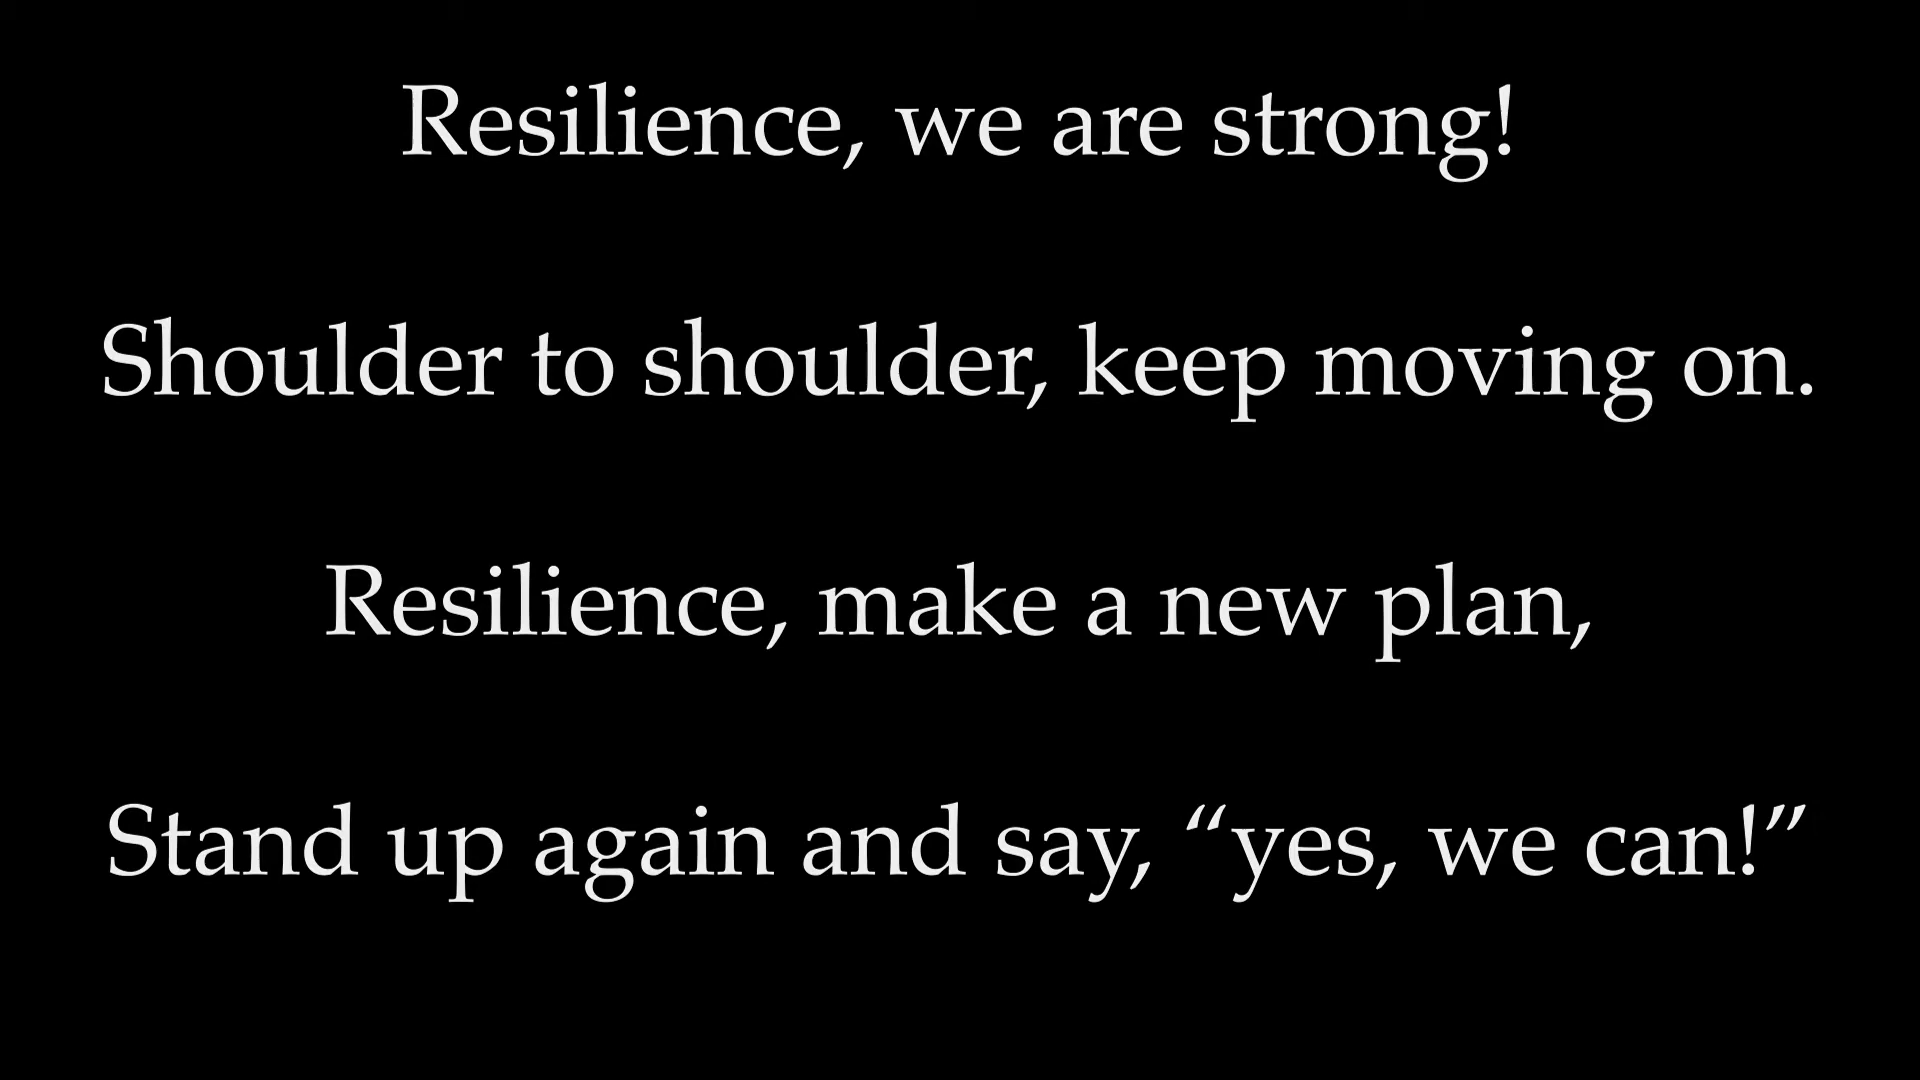 Resilience, we are strong!
Shoulder to shoulder, keep moving on.
Resilience, make a new plan,
Stand up again and say, “yes, we can!”